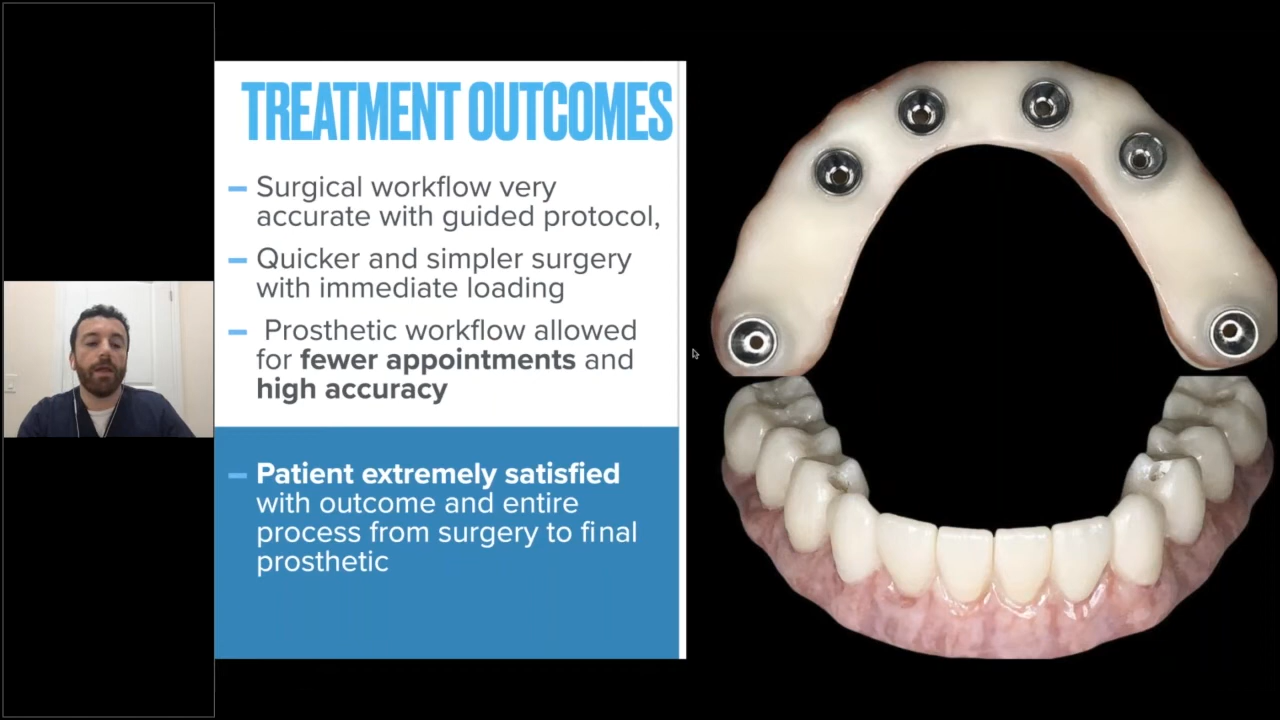 TREATMENT OUTCOMES
– Surgical workflow very
accurate with guided protocol,
– Quicker and simpler surgery
with immediate loading
– Prosthetic workflow allowed
for fewer appointments and
high accuracy
– Patient extremely satisfied
with outcome and entire
process from surgery to final
prosthetic